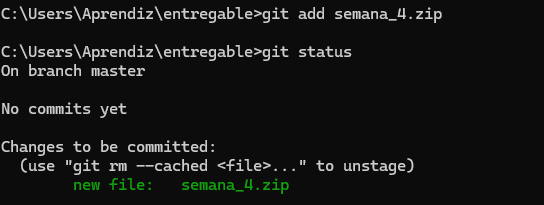 C:\Users\Aprendiz\entregable>git add semana_4.zip
C:\Users\Aprendiz\entregable>git status
On branch master
No commits yet
Changes to be committed:
  (use "git rm --cached <file>..." to unstage)
        new file:   semana_4.zip